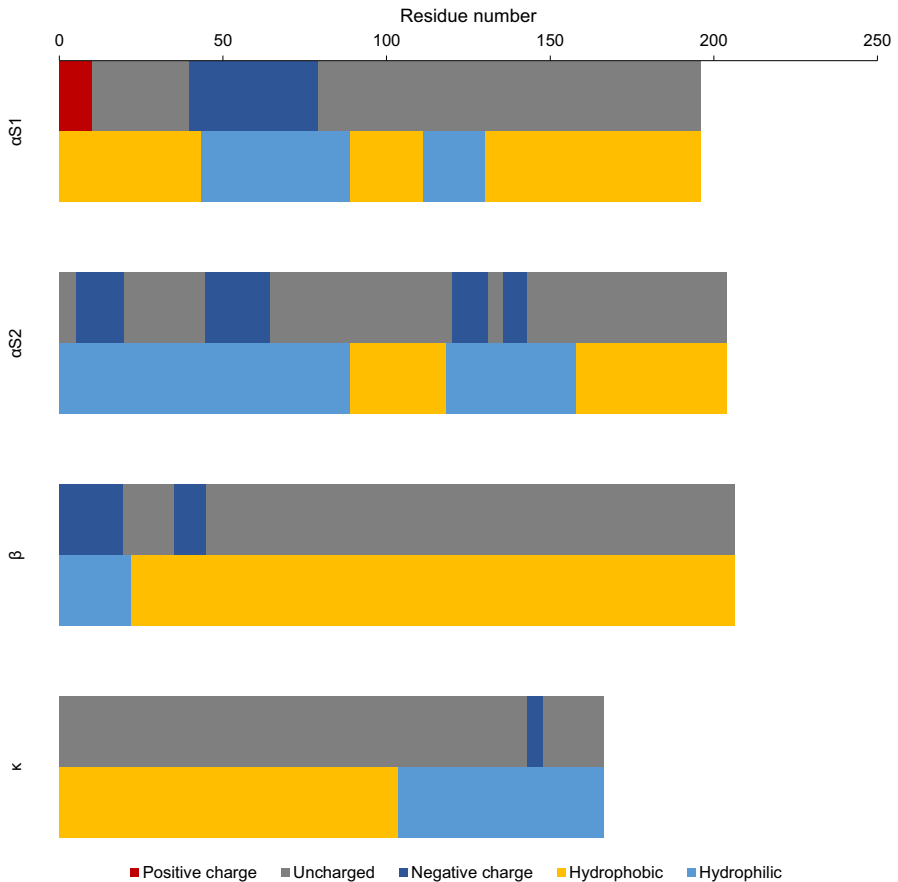 Residue number
0 50 100 150 200 250
αS1
αS2
β
κ
Positive charge Uncharged Negative charge Hydrophobic Hydrophilic